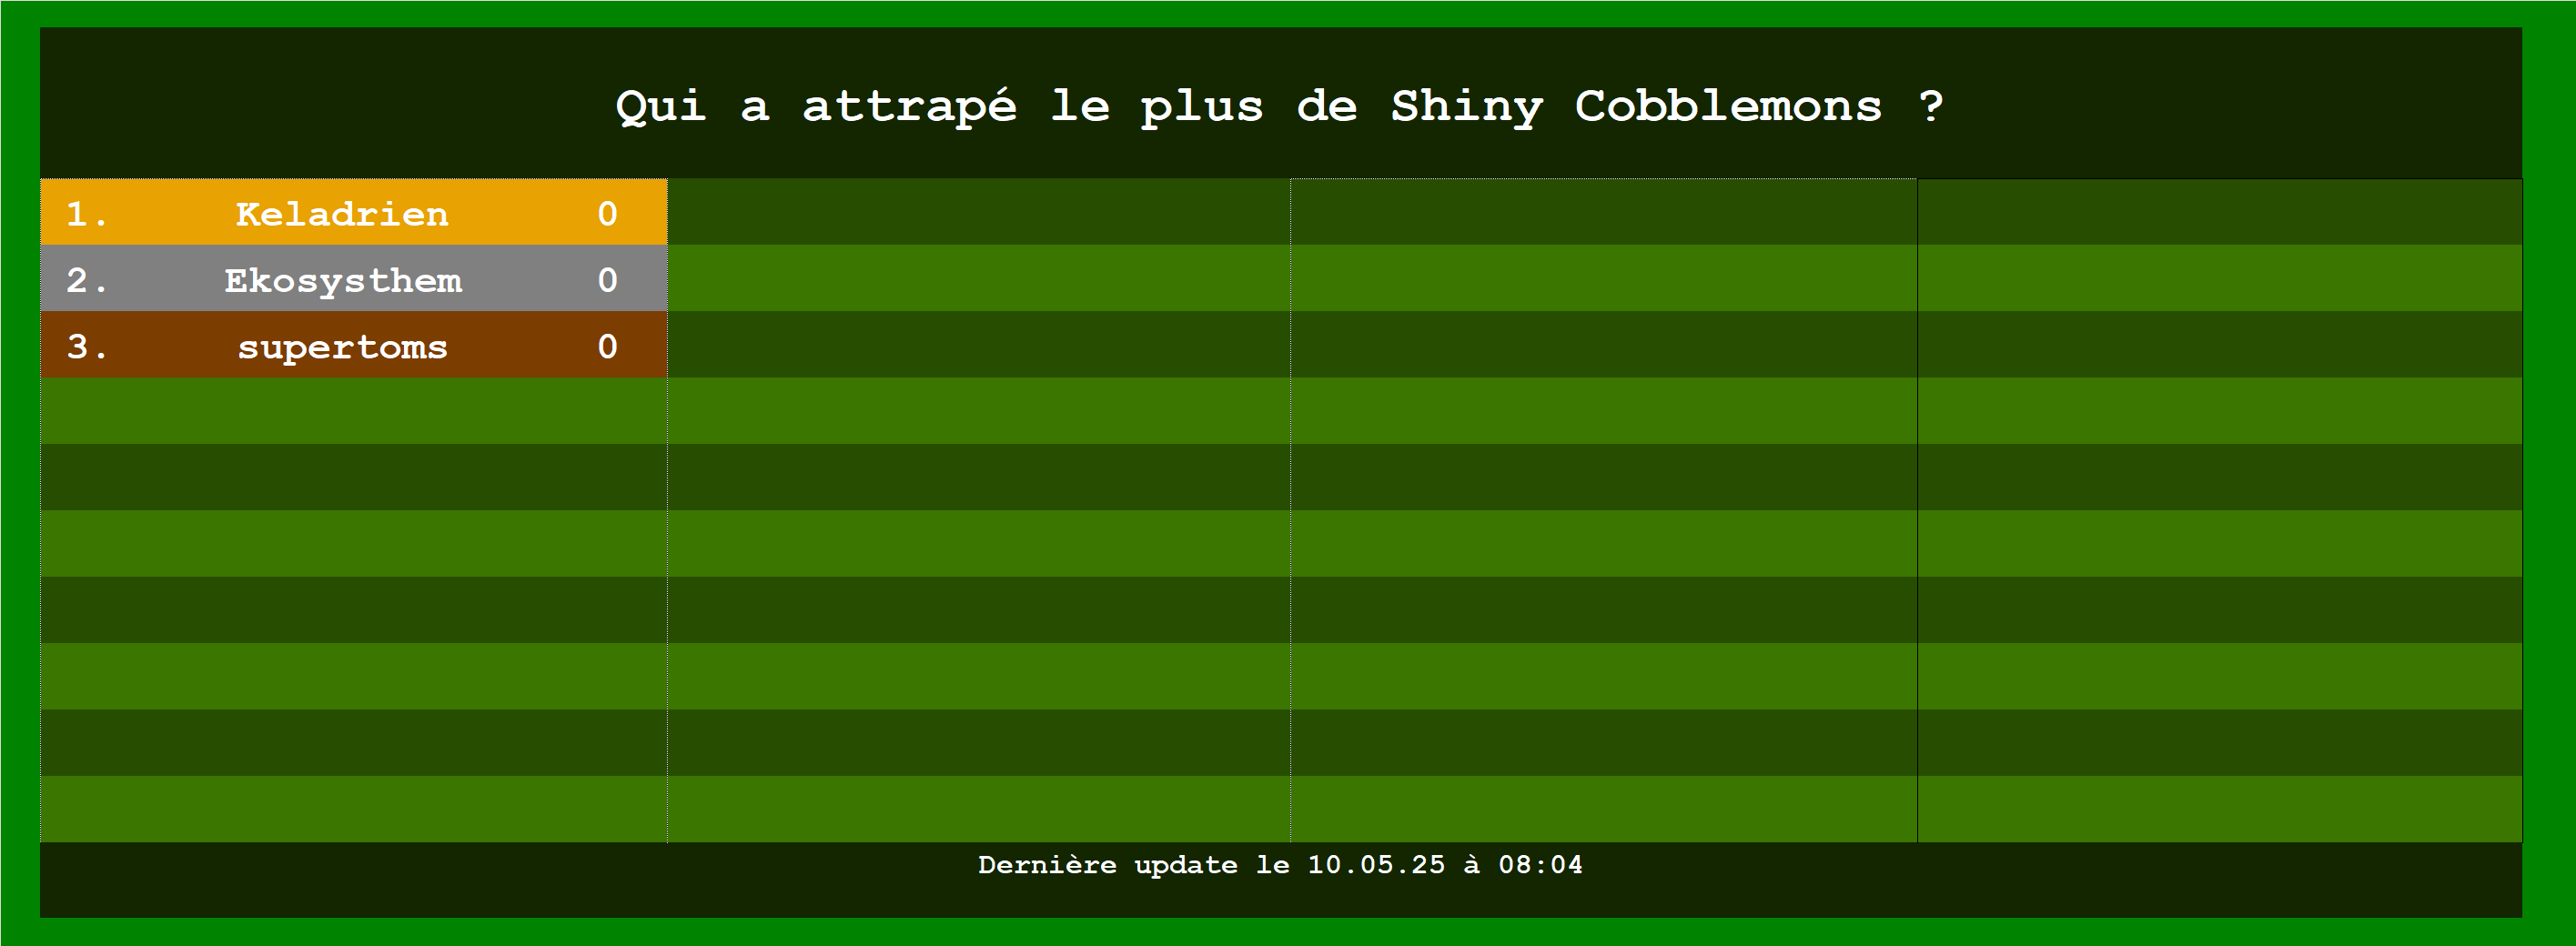 Qui a attrapé le plus de Shiny Cobblemons ?
1. Keladrien 0
2. Ekosysthem 0
3. supertoms 0
Dernière update le 10.05.25 à 08:04